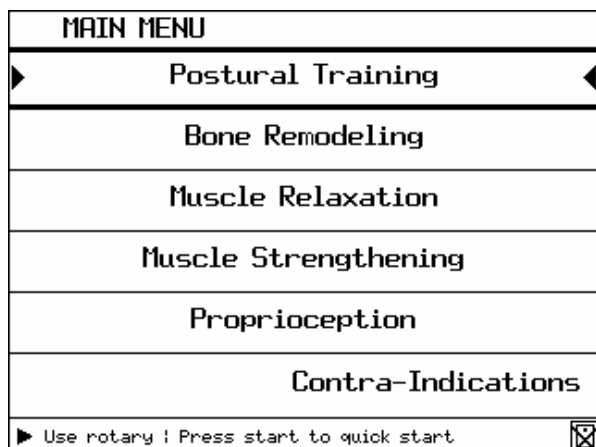 MAIN MENU
Postural Training
Bone Remodeling
Muscle Relaxation
Muscle Strengthening
Proprioception
Contra-Indications
Use rotary ¦ Press start to quick start